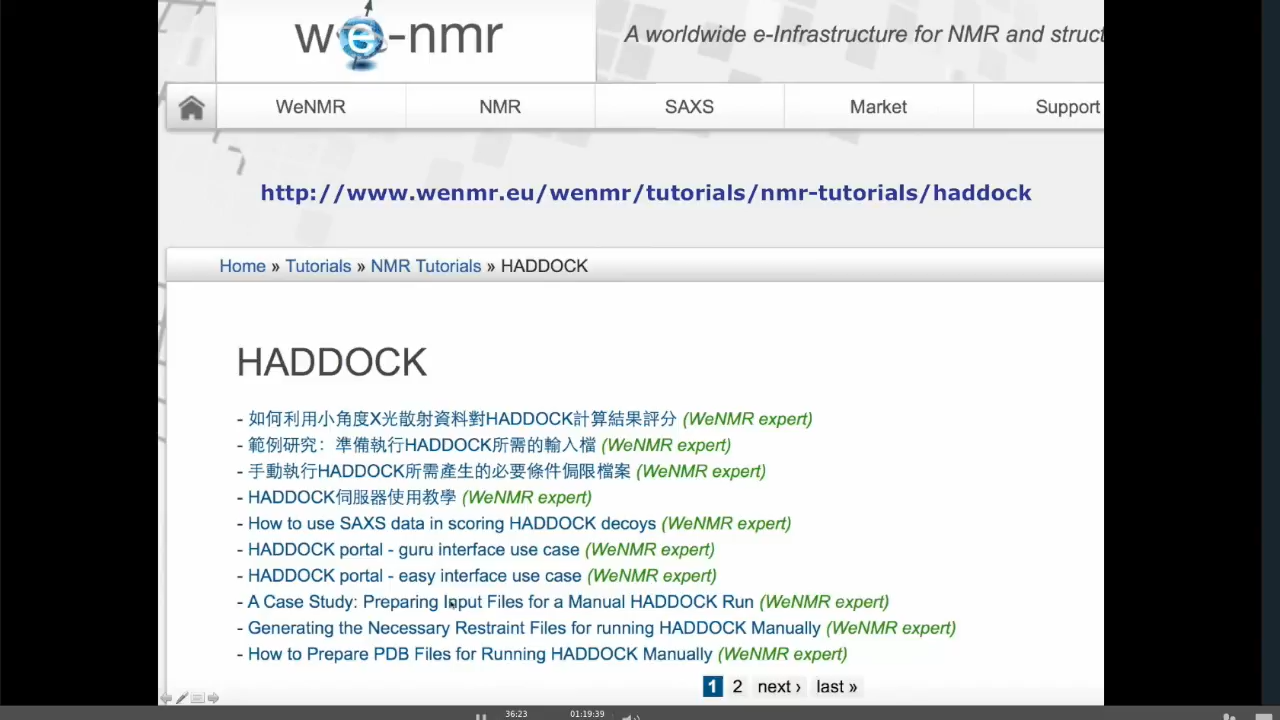 we-nmr
A worldwide e-Infrastructure for NMR and struct
WeNMR NMR SAXS Market Support
http://www.wenmr.eu/wenmr/tutorials/nmr-tutorials/haddock
Home » Tutorials » NMR Tutorials » HADDOCK
HADDOCK
- 如何利用小角度X光散射資料對HADDOCK計算結果評分 (WeNMR expert)
- 範例研究：準備執行HADDOCK所需的輸入檔 (WeNMR expert)
- 手動執行HADDOCK所需產生的必要條件侷限檔案 (WeNMR expert)
- HADDOCK伺服器使用教學 (WeNMR expert)
- How to use SAXS data in scoring HADDOCK decoys (WeNMR expert)
- HADDOCK portal - guru interface use case (WeNMR expert)
- HADDOCK portal - easy interface use case (WeNMR expert)
- A Case Study: Preparing Input Files for a Manual HADDOCK Run (WeNMR expert)
- Generating the Necessary Restraint Files for running HADDOCK Manually (WeNMR expert)
- How to Prepare PDB Files for Running HADDOCK Manually (WeNMR expert)
1 2 next › last »
36:23 01:19:39